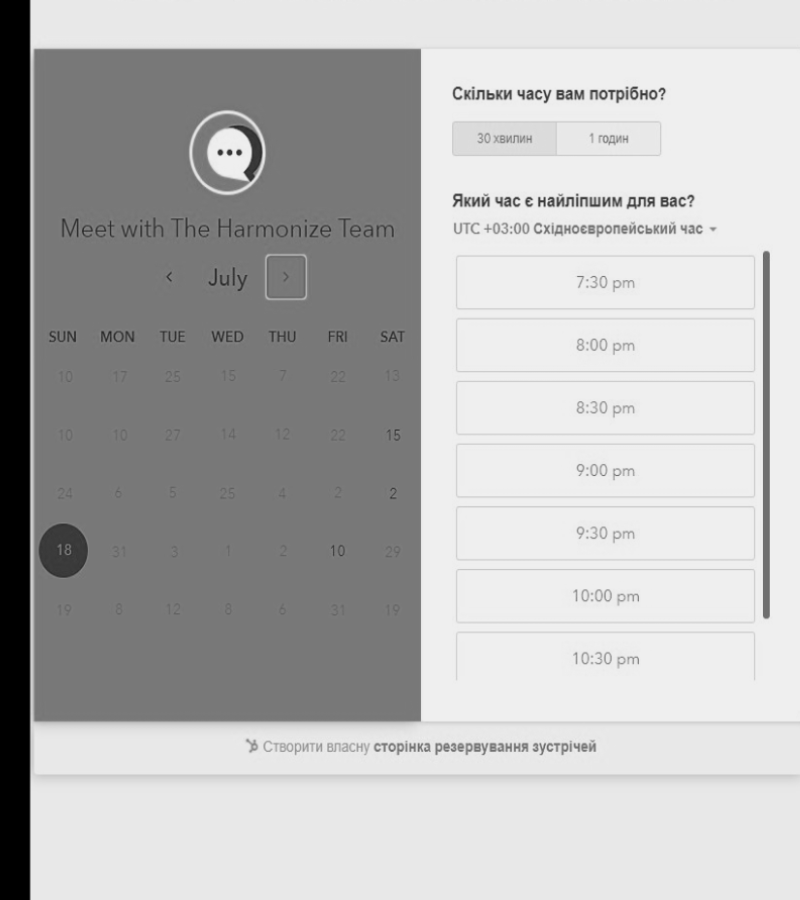 Meet with The Harmonize Team
July
SUN MON TUE WED THU FRI SAT
10 17 25 15 7 22 13
10 10 27 14 12 22 15
24 6 5 25 4 2 2
18 31 3 1 2 10 29
19 8 12 8 6 31 19
Скільки часу вам потрібно?
30 хвилин 1 годин
Який час є найліпшим для вас?
UTC +03:00 Східноєвропейський час
7:30 pm
8:00 pm
8:30 pm
9:00 pm
9:30 pm
10:00 pm
10:30 pm
Створити власну сторінка резервування зустрічей